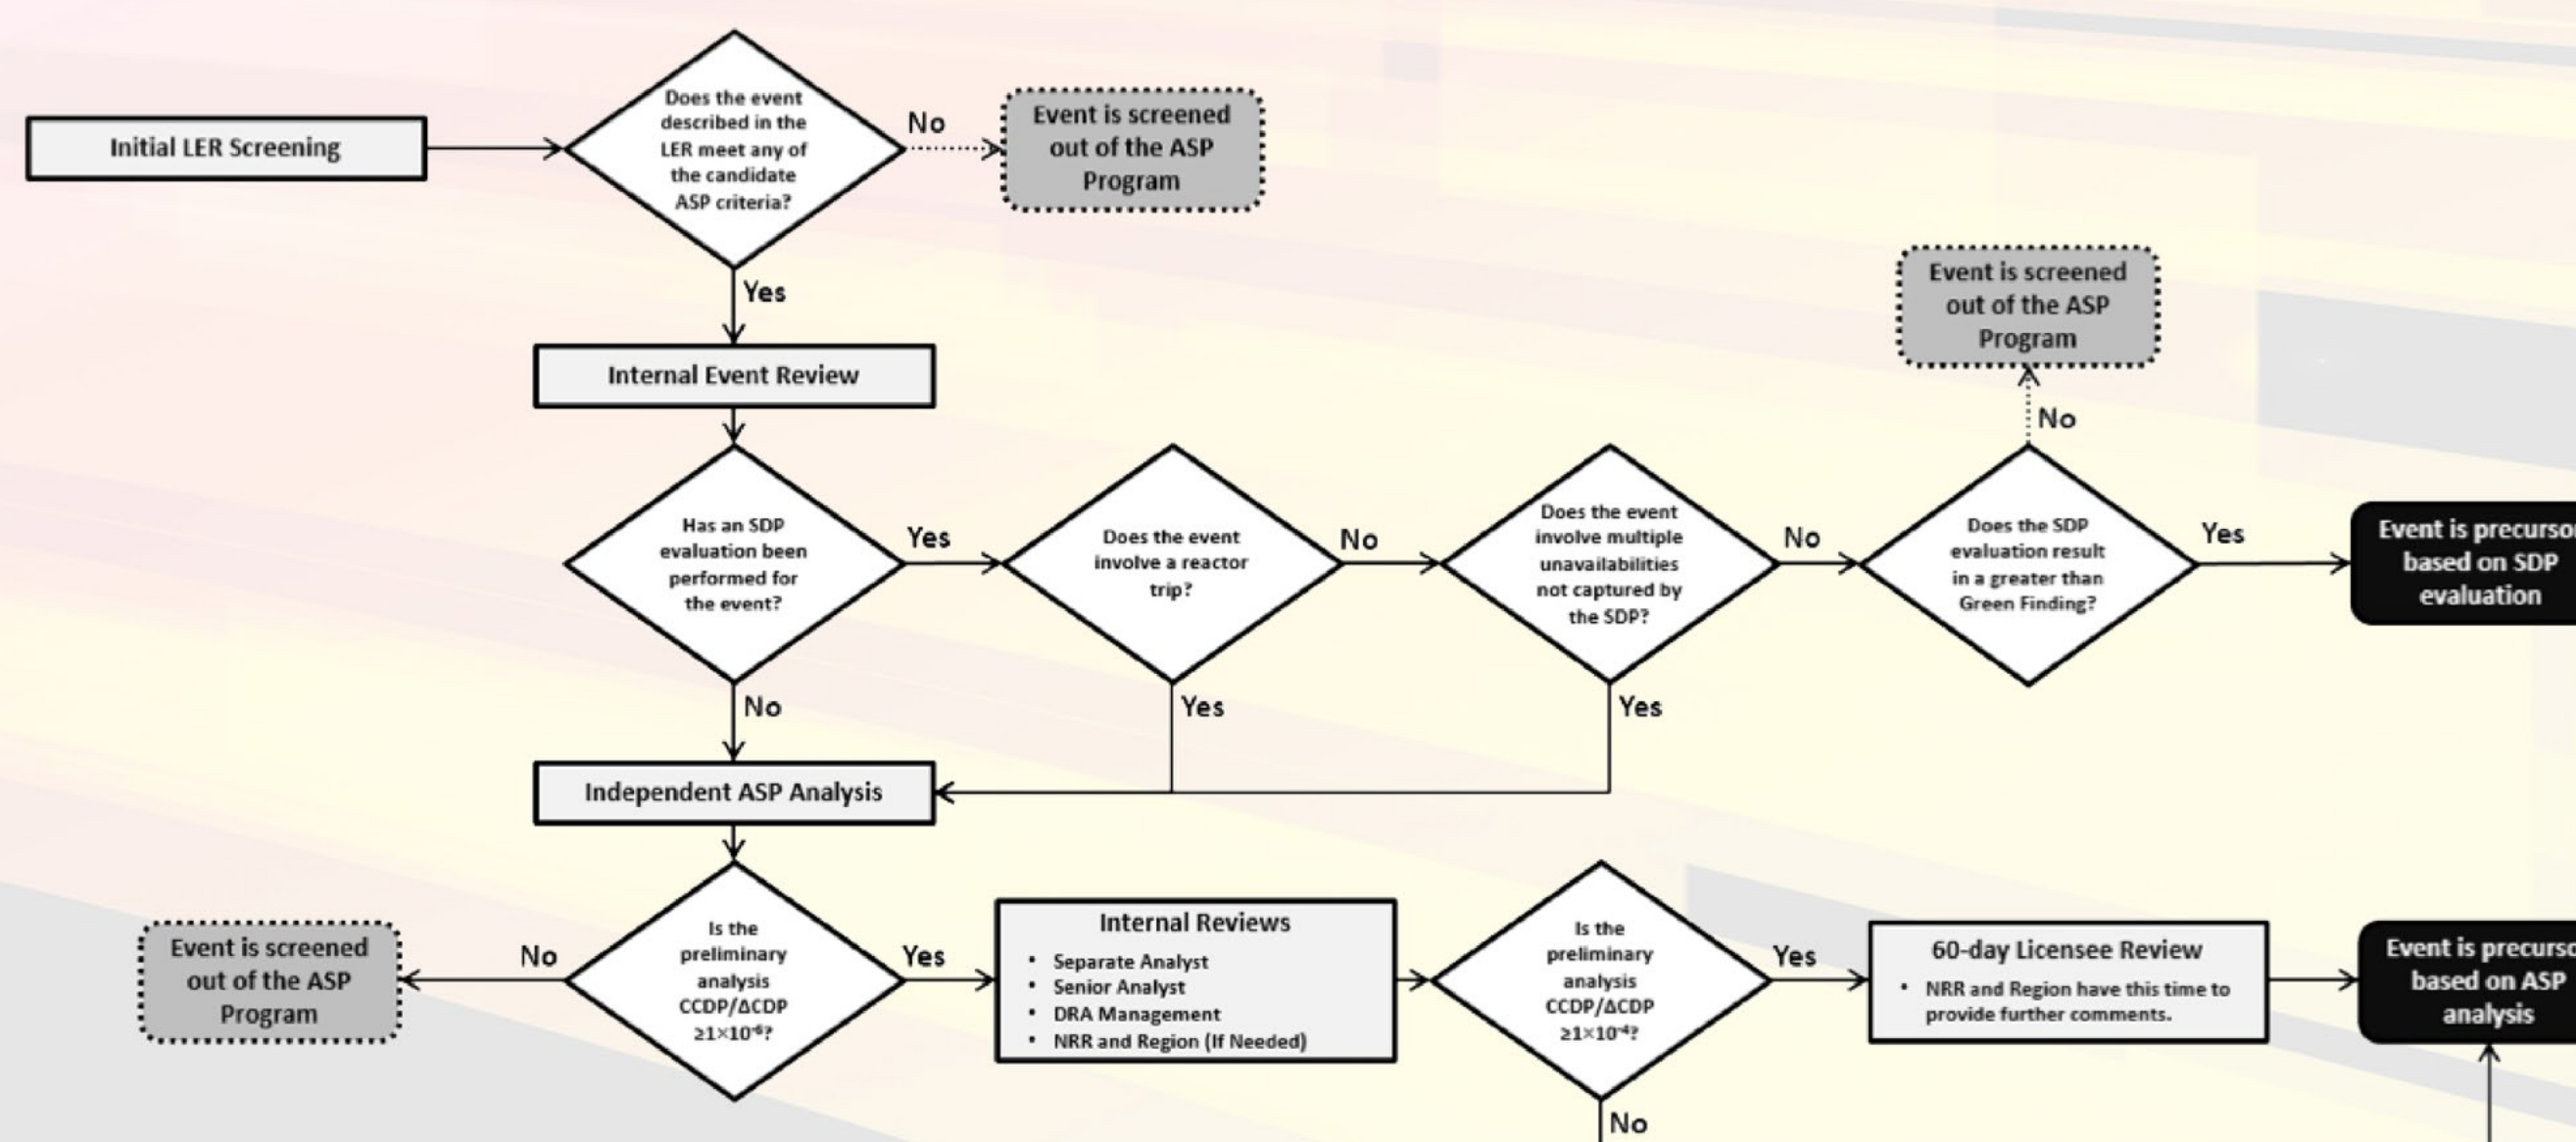 Initial LER Screening
Does the event
described in the
LER meet any of
the candidate
ASP criteria?
No
Event is screened
out of the ASP
Program
Yes
Internal Event Review
Has an SDP
evaluation been
performed for
the event?
Yes
Does the event
involve a reactor
trip?
No
Does the event
involve multiple
unavailabilities
not captured by
the SDP?
No
Does the SDP
evaluation result
in a greater than
Green Finding?
No
Event is screened
out of the ASP
Program
Yes
Event is precursor
based on SDP
evaluation
No
Yes
Yes
Independent ASP Analysis
Is the
preliminary
analysis
CCDP/ΔCDP
≥1×10⁻⁶?
No
Event is screened
out of the ASP
Program
Yes
Internal Reviews
• Separate Analyst
• Senior Analyst
• DRA Management
• NRR and Region (If Needed)
Is the
preliminary
analysis
CCDP/ΔCDP
≥1×10⁻⁴?
Yes
60-day Licensee Review
• NRR and Region have this time to
provide further comments.
Event is precurso
based on ASP
analysis
No